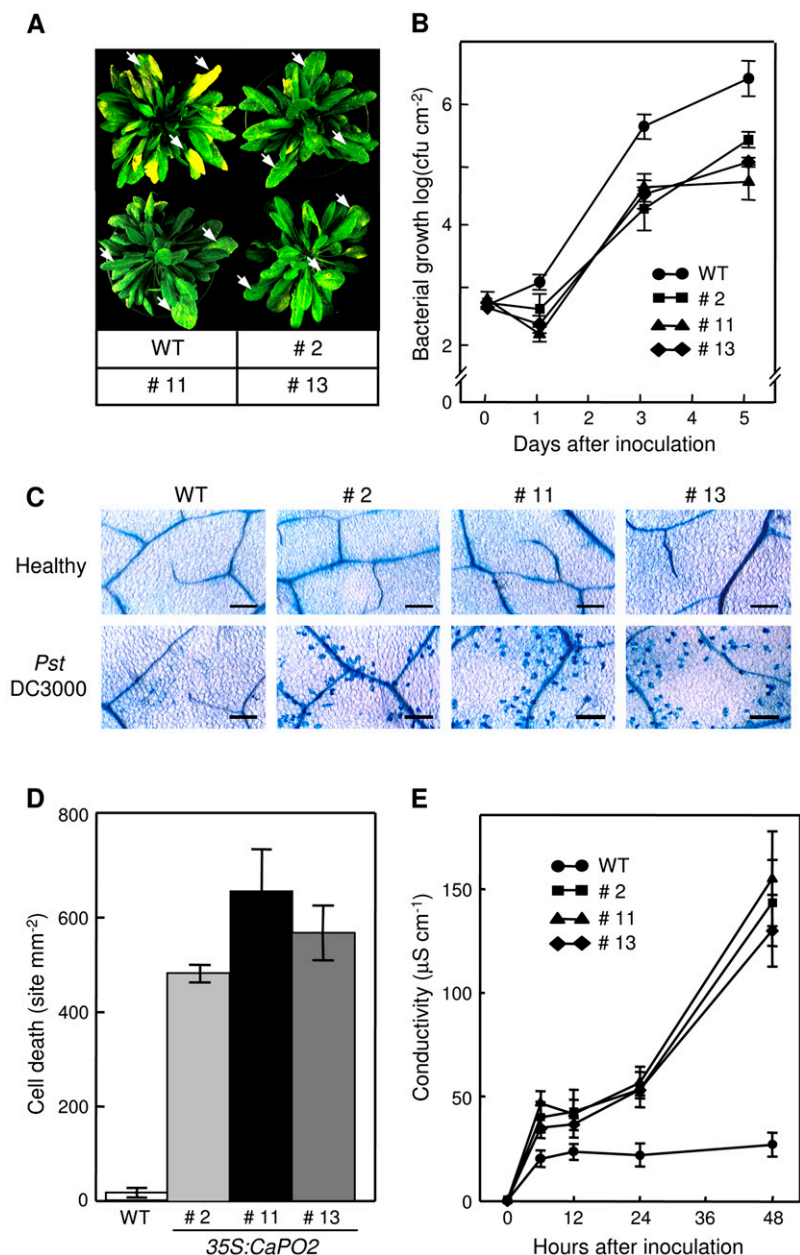 A
WT # 2
# 11 # 13
B
Bacterial growth log(cfu cm-2)
6
4
2
0
0 1 2 3 4 5
Days after inoculation
WT
# 2
# 11
# 13
C
WT # 2 # 11 # 13
Healthy
Pst
DC3000
D
Cell death (site mm-2)
800
600
400
200
0
WT # 2 # 11 # 13
35S:CaPO2
E
Conductivity (µS cm-1)
150
100
50
0
0 12 24 36 48
Hours after inoculation
WT
# 2
# 11
# 13